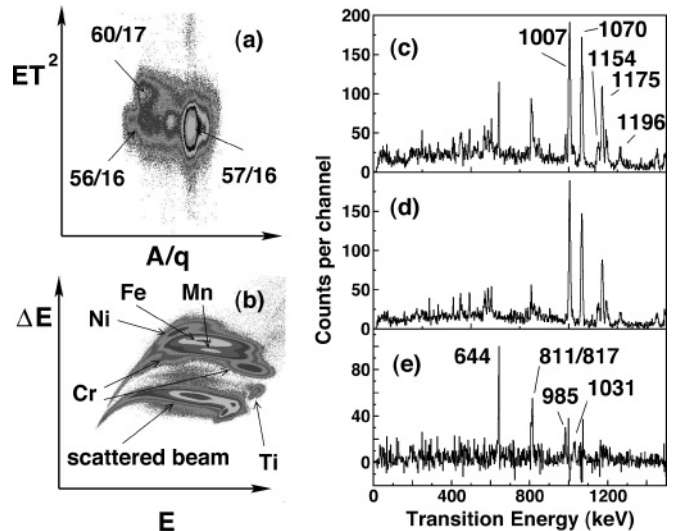 (a)
60/17
ET²
56/16
57/16
A/q
(b)
Fe
Mn
ΔE
Ni
Cr
scattered beam
Ti
E
Counts per channel
200
150
100
50
0
(c)
1007
1070
1154
1175
1196
150
100
50
0
(d)
80
40
0
(e)
644
811/817
985
1031
0
400
800
1200
Transition Energy (keV)